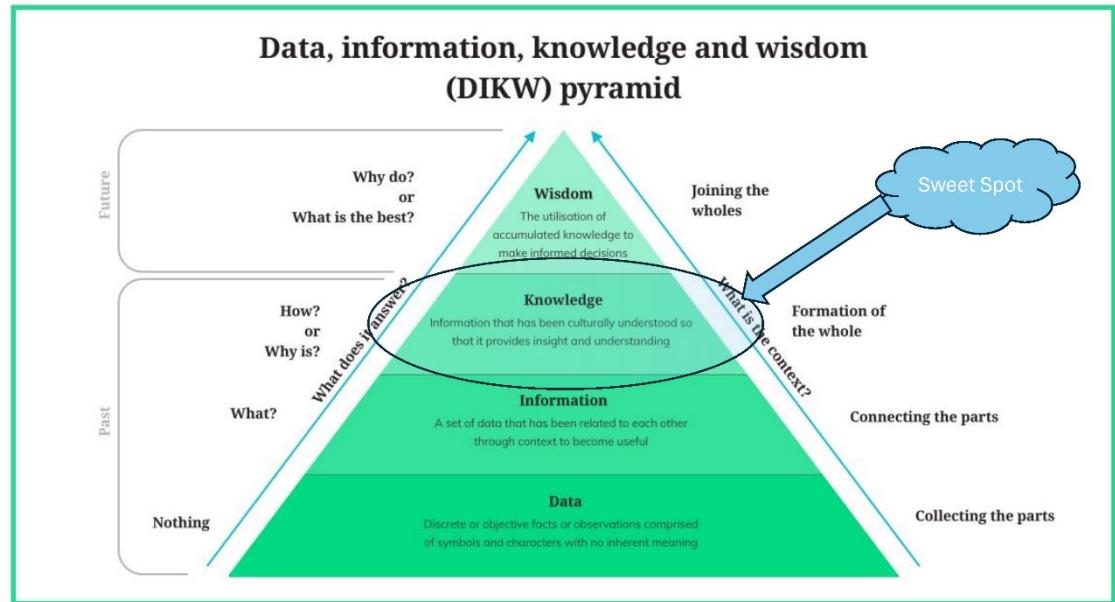 Data, information, knowledge and wisdom
(DIKW) pyramid
Future
Why do?
or
What is the best?
Wisdom
The utilisation of
accumulated knowledge to
make informed decisions
Joining the
wholes
Sweet Spot
Past
How?
or
Why is?
What does it answer?
Knowledge
Information that has been culturally understood so
that it provides insight and understanding
What is the context?
Formation of
the whole
What?
Information
A set of data that has been related to each other
through context to become useful
Connecting the parts
Nothing
Data
Discrete or objective facts or observations comprised
of symbols and characters with no inherent meaning
Collecting the parts